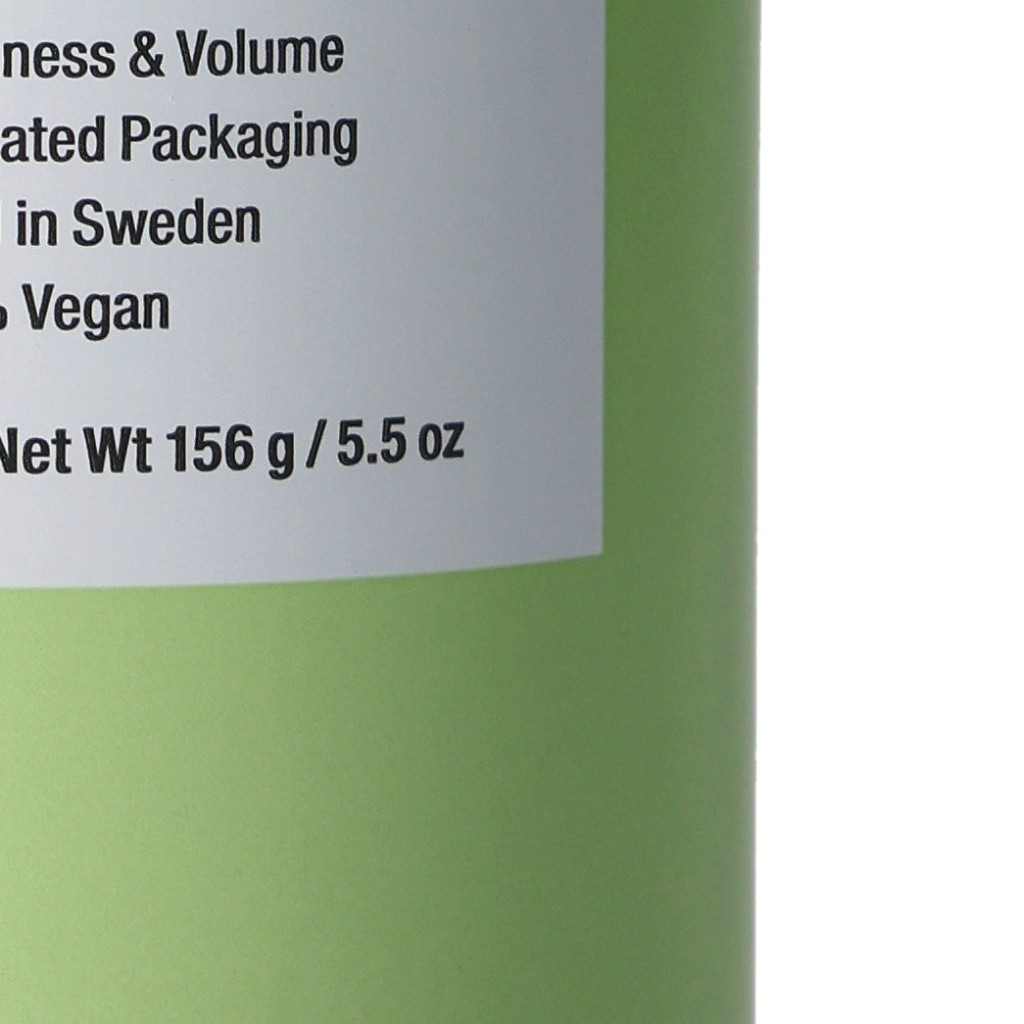 ness & Volume
ated Packaging
in Sweden
Vegan
Net Wt 156 g / 5.5 oz